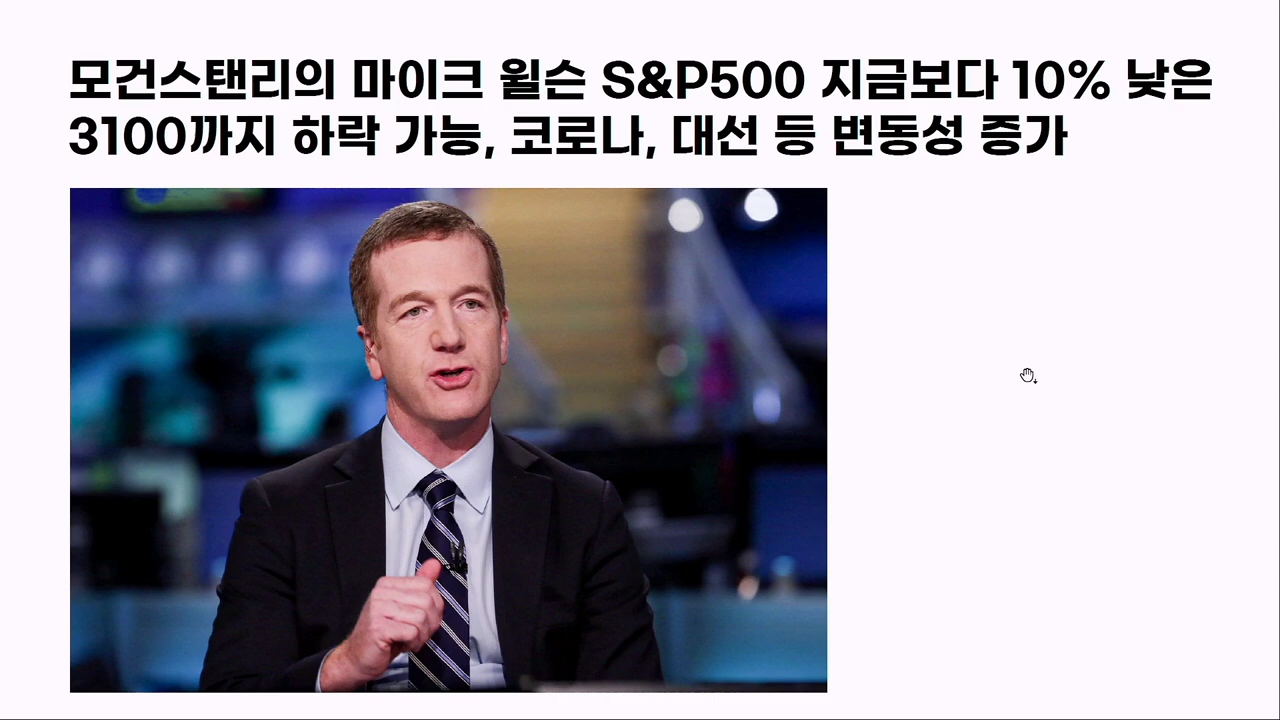 모건스탠리의 마이크 윌슨 S&P500 지금보다 10% 낮은
3100까지 하락 가능, 코로나, 대선 등 변동성 증가